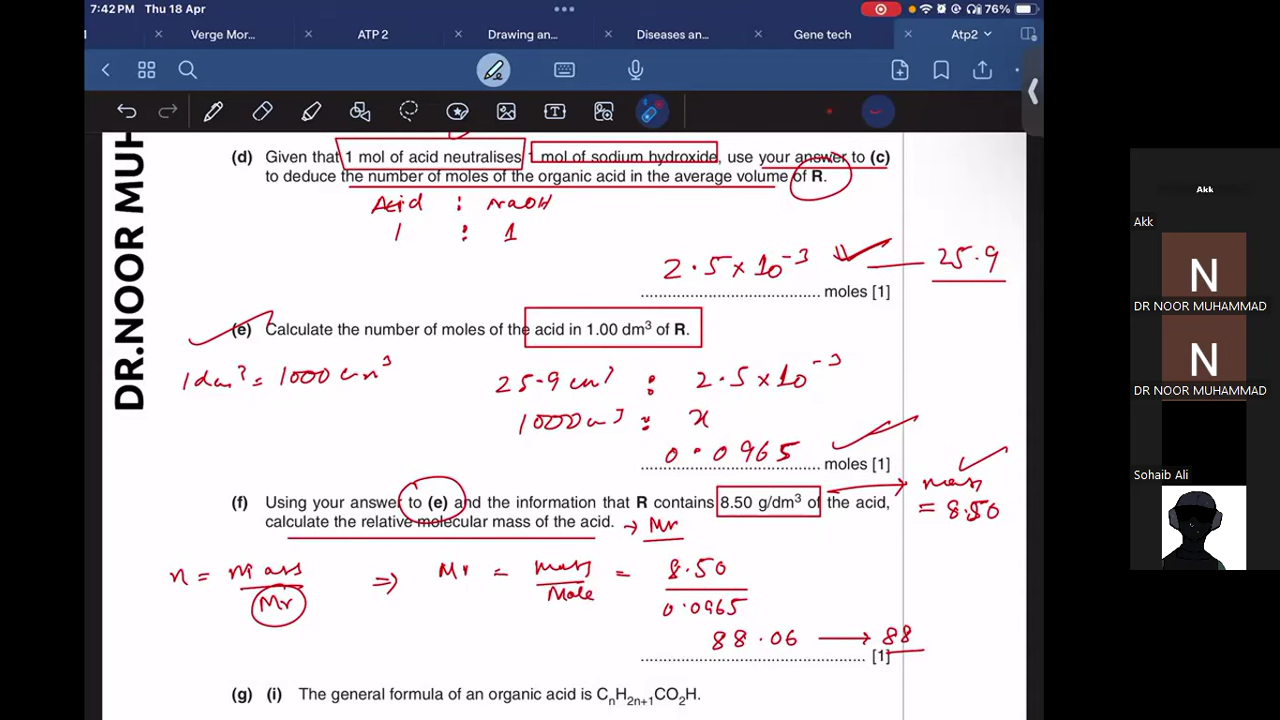 7:42 PM Thu 18 Apr
76%
Verge Mor...
ATP 2
Drawing an...
Diseases an...
Gene tech
Atp2
DR.NOOR MUH
(d) Given that 1 mol of acid neutralises 1 mol of sodium hydroxide, use your answer to (c)
to deduce the number of moles of the organic acid in the average volume of R.
Acid : NaOH
1 : 1
2.5×10⁻³ 25.9
moles [1]
(e) Calculate the number of moles of the acid in 1.00 dm³ of R.
1dm³ = 1000cm³
25.9cm³ : 2.5×10⁻³
1000cm³ : x
0.0965
moles [1]
(f) Using your answer to (e) and the information that R contains 8.50 g/dm³ of the acid,
calculate the relative molecular mass of the acid. → Mr
mass
= 8.50
n = mass/Mr ⇒ Mr = mass/Mole = 8.50/0.0965
88.06 → 88
[1]
(g) (i) The general formula of an organic acid is CₙH₂ₙ₊₁CO₂H.
Akk
Akk
N
DR NOOR MUHAMMAD
N
DR NOOR MUHAMMAD
Sohaib Ali